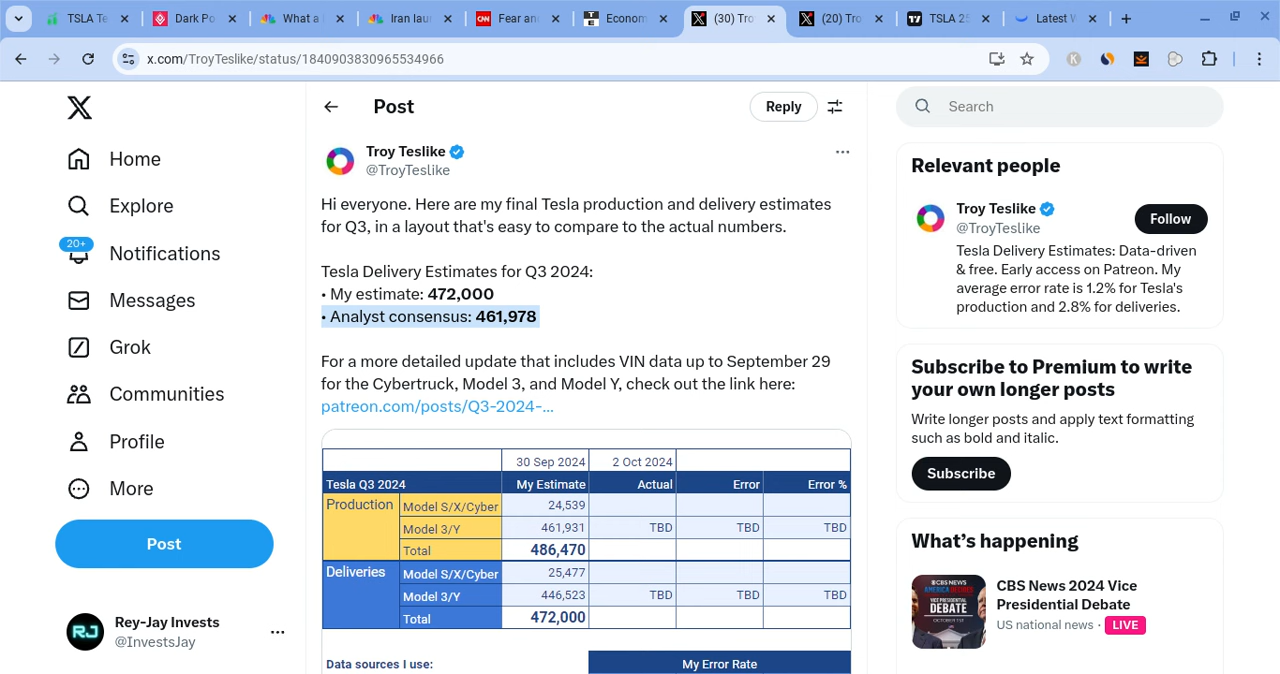 TSLA Te
Dark Po
What a
Iran lau
Fear an
Econom
(30) Tro
(20) Tro
TSLA 25
Latest
x.com/TroyTeslike/status/1840903830965534966
Home
Explore
20+
Notifications
Messages
Grok
Communities
Profile
More
Post
RJ
Rey-Jay Invests
@InvestsJay
Post
Reply
Troy Teslike
@TroyTeslike
Hi everyone. Here are my final Tesla production and delivery estimates
for Q3, in a layout that's easy to compare to the actual numbers.
Tesla Delivery Estimates for Q3 2024:
• My estimate: 472,000
• Analyst consensus: 461,978
For a more detailed update that includes VIN data up to September 29
for the Cybertruck, Model 3, and Model Y, check out the link here:
patreon.com/posts/Q3-2024-...
30 Sep 2024 2 Oct 2024
Tesla Q3 2024 My Estimate Actual Error Error %
Production Model S/X/Cyber 24,539
Model 3/Y 461,931 TBD TBD TBD
Total 486,470
Deliveries Model S/X/Cyber 25,477
Model 3/Y 446,523 TBD TBD TBD
Total 472,000
Data sources I use: My Error Rate
Search
Relevant people
Troy Teslike
@TroyTeslike
Follow
Tesla Delivery Estimates: Data-driven
& free. Early access on Patreon. My
average error rate is 1.2% for Tesla's
production and 2.8% for deliveries.
Subscribe to Premium to write
your own longer posts
Write longer posts and apply text formatting
such as bold and italic.
Subscribe
What's happening
CBS NEWS
AMERICA DECIDES
VICE PRESIDENTIAL
DEBATE
CBS News 2024 Vice
Presidential Debate
US national news · LIVE